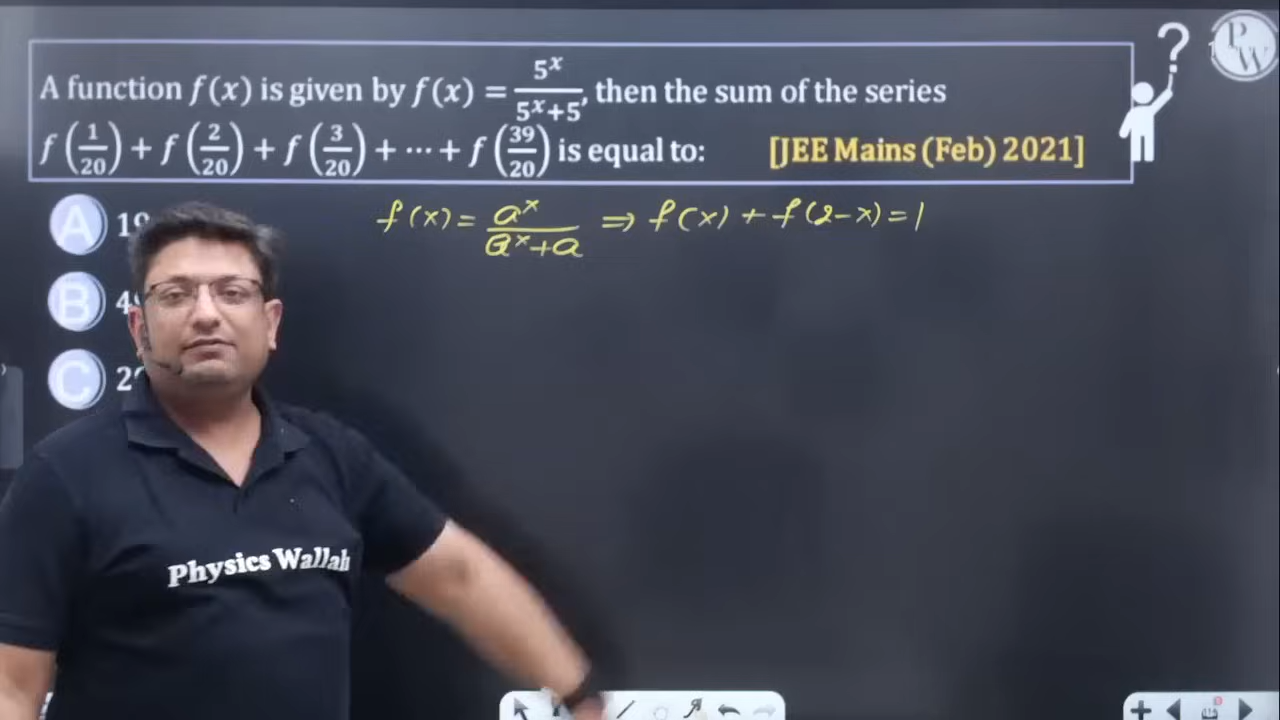 A function f(x) is given by f(x) = 5^x / (5^x+5), then the sum of the series
f(1/20) + f(2/20) + f(3/20) + ⋯ + f(39/20) is equal to: [JEE Mains (Feb) 2021]
?
PW
f(x) = a^x / (a^x+a) ⇒ f(x) + f(2-x) = 1
A
B
C
Physics Wallah